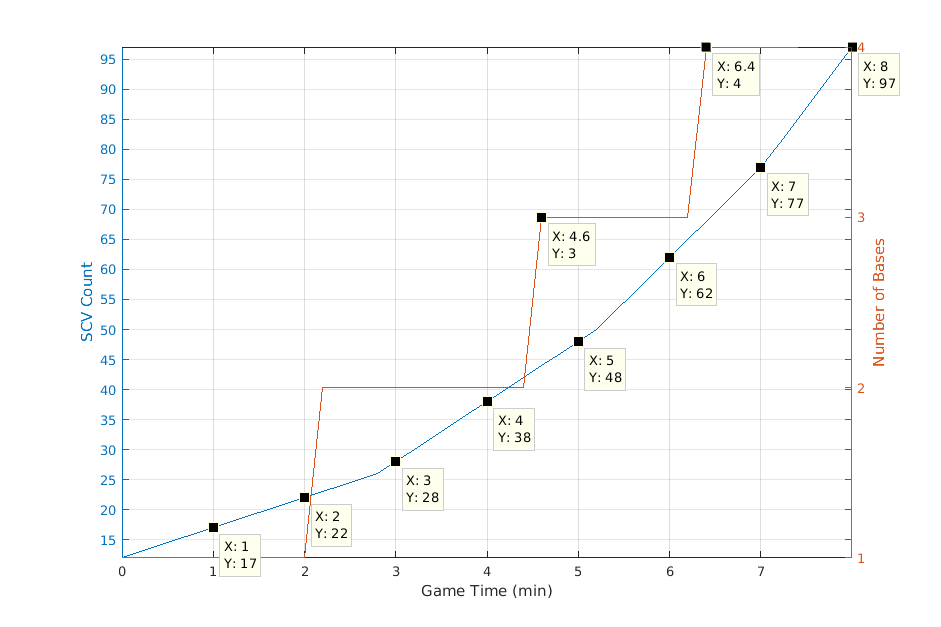 95
90
85
80
75
70
65
60
55
50
45
40
35
30
25
20
15
SCV Count
0
1
2
3
4
5
6
7
Game Time (min)
4
3
2
1
Number of Bases
X: 1
Y: 17
X: 2
Y: 22
X: 3
Y: 28
X: 4
Y: 38
X: 5
Y: 48
X: 6
Y: 62
X: 7
Y: 77
X: 8
Y: 97
X: 4.6
Y: 3
X: 6.4
Y: 4